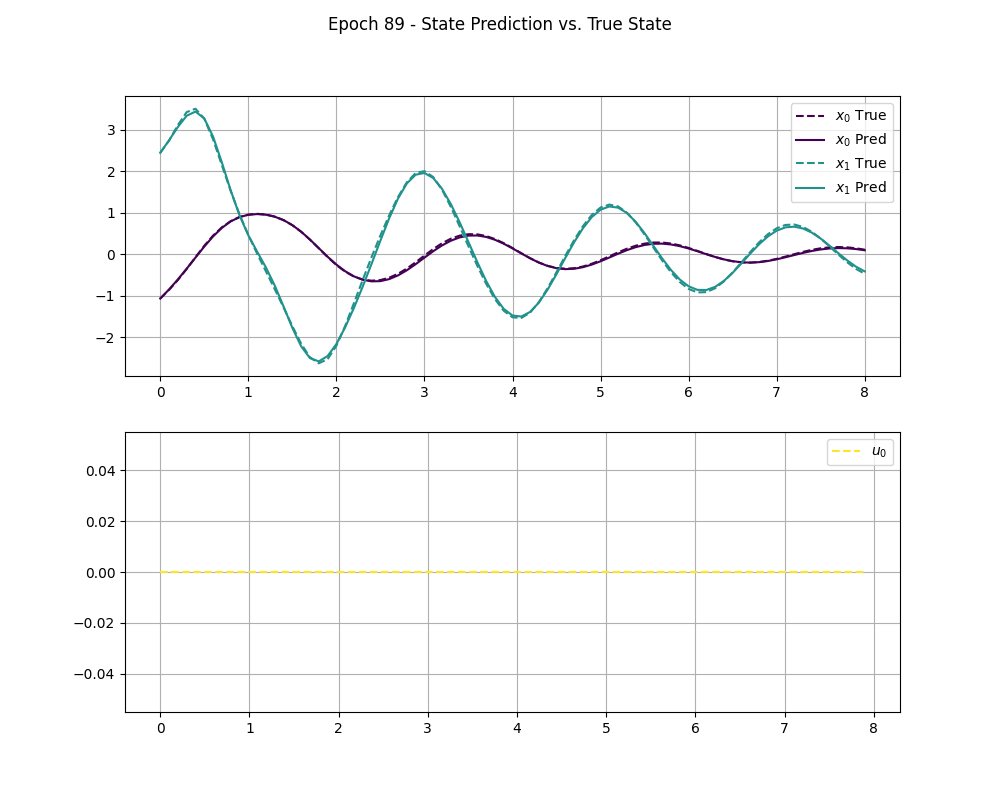 Epoch 89 - State Prediction vs. True State
3
2
1
0
−1
−2
x₀ True
x₀ Pred
x₁ True
x₁ Pred
0 1 2 3 4 5 6 7 8
0.04
0.02
0.00
−0.02
−0.04
u₀
0 1 2 3 4 5 6 7 8